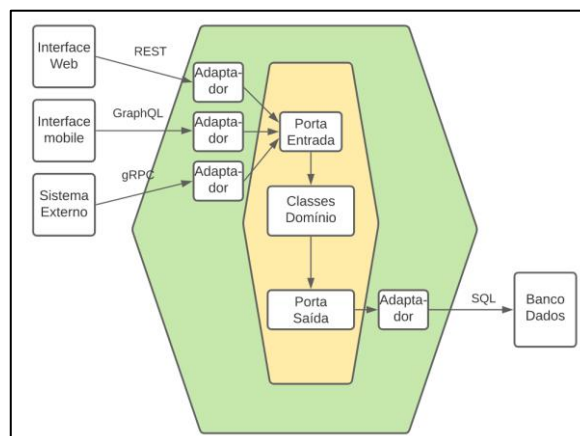 Interface
Web
REST
Adapta-
dor
Interface
mobile
GraphQL
Adapta-
dor
Porta
Entrada
Sistema
Externo
gRPC
Adapta-
dor
Classes
Domínio
Porta
Saída
Adapta-
dor
SQL
Banco
Dados